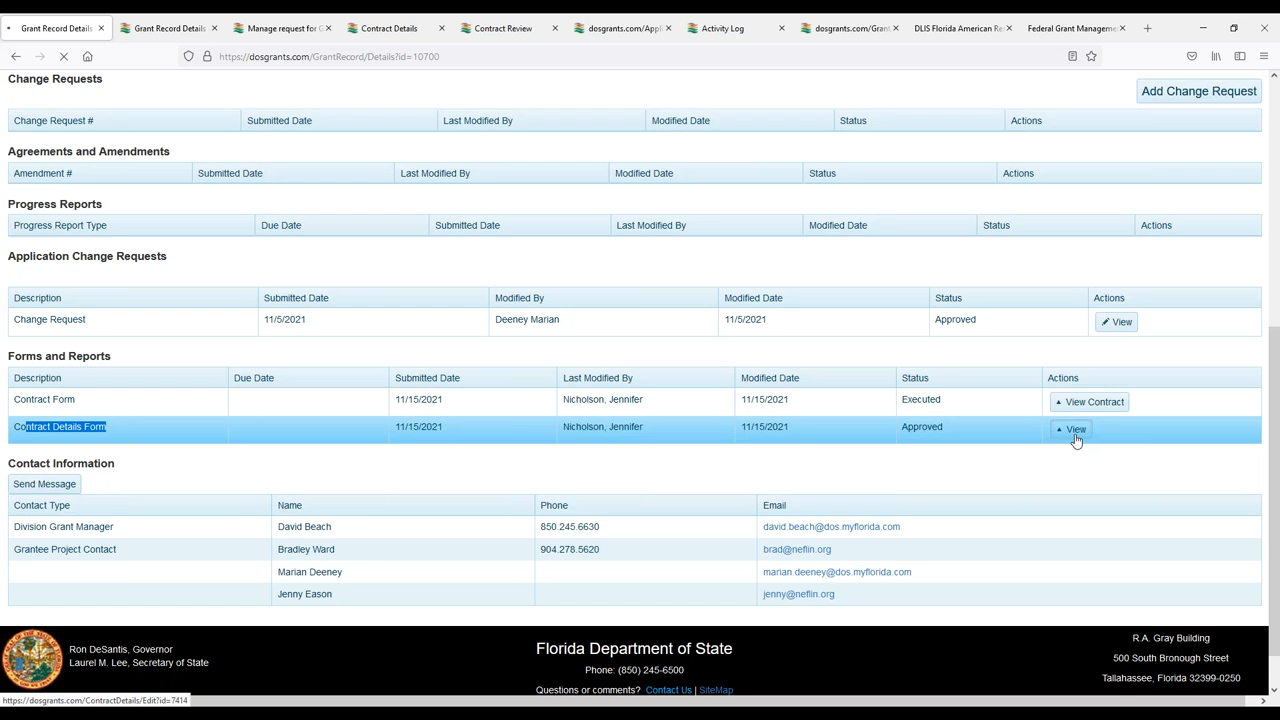 Grant Record Details
Grant Record Details
Manage request for G
Contract Details
Contract Review
dosgrants.com/Appli
Activity Log
dosgrants.com/Gran
DLIS Florida American Re
Federal Grant Manageme
https://dosgrants.com/GrantRecord/Details?id=10700
Change Requests
Add Change Request
Change Request # Submitted Date Last Modified By Modified Date Status Actions
Agreements and Amendments
Amendment # Submitted Date Last Modified By Modified Date Status Actions
Progress Reports
Progress Report Type Due Date Submitted Date Last Modified By Modified Date Status Actions
Application Change Requests
Description Submitted Date Modified By Modified Date Status Actions
Change Request 11/5/2021 Deeney Marian 11/5/2021 Approved View
Forms and Reports
Description Due Date Submitted Date Last Modified By Modified Date Status Actions
Contract Form 11/15/2021 Nicholson, Jennifer 11/15/2021 Executed View Contract
Contract Details Form 11/15/2021 Nicholson, Jennifer 11/15/2021 Approved View
Contact Information
Send Message
Contact Type Name Phone Email
Division Grant Manager David Beach 850.245.6630 david.beach@dos.myflorida.com
Grantee Project Contact Bradley Ward 904.278.5620 brad@neflin.org
Marian Deeney marian.deeney@dos.myflorida.com
Jenny Eason jenny@neflin.org
Ron DeSantis, Governor
Laurel M. Lee, Secretary of State
Florida Department of State
Phone: (850) 245-6500
Questions or comments? Contact Us | SiteMap
R.A. Gray Building
500 South Bronough Street
Tallahassee, Florida 32399-0250
https://dosgrants.com/ContractDetails/Edit?id=7414